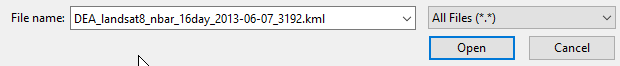 File name: DEA_landsat8_nbar_16day_2013-06-07_3192.kml All Files (*.*)
Open Cancel